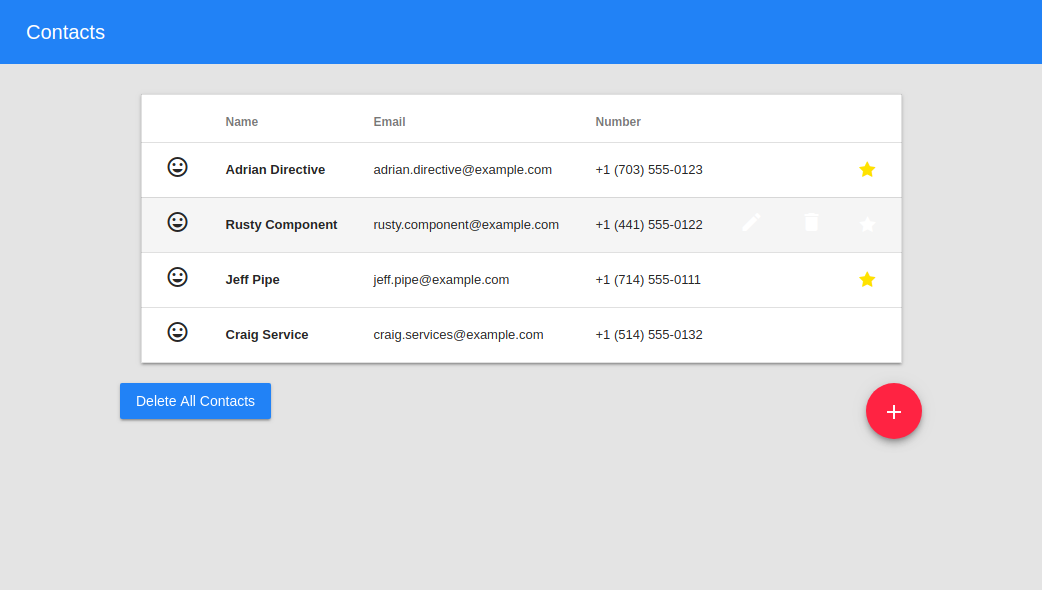 Contacts
Name Email Number
Adrian Directive adrian.directive@example.com +1 (703) 555-0123
Rusty Component rusty.component@example.com +1 (441) 555-0122
Jeff Pipe jeff.pipe@example.com +1 (714) 555-0111
Craig Service craig.services@example.com +1 (514) 555-0132
Delete All Contacts